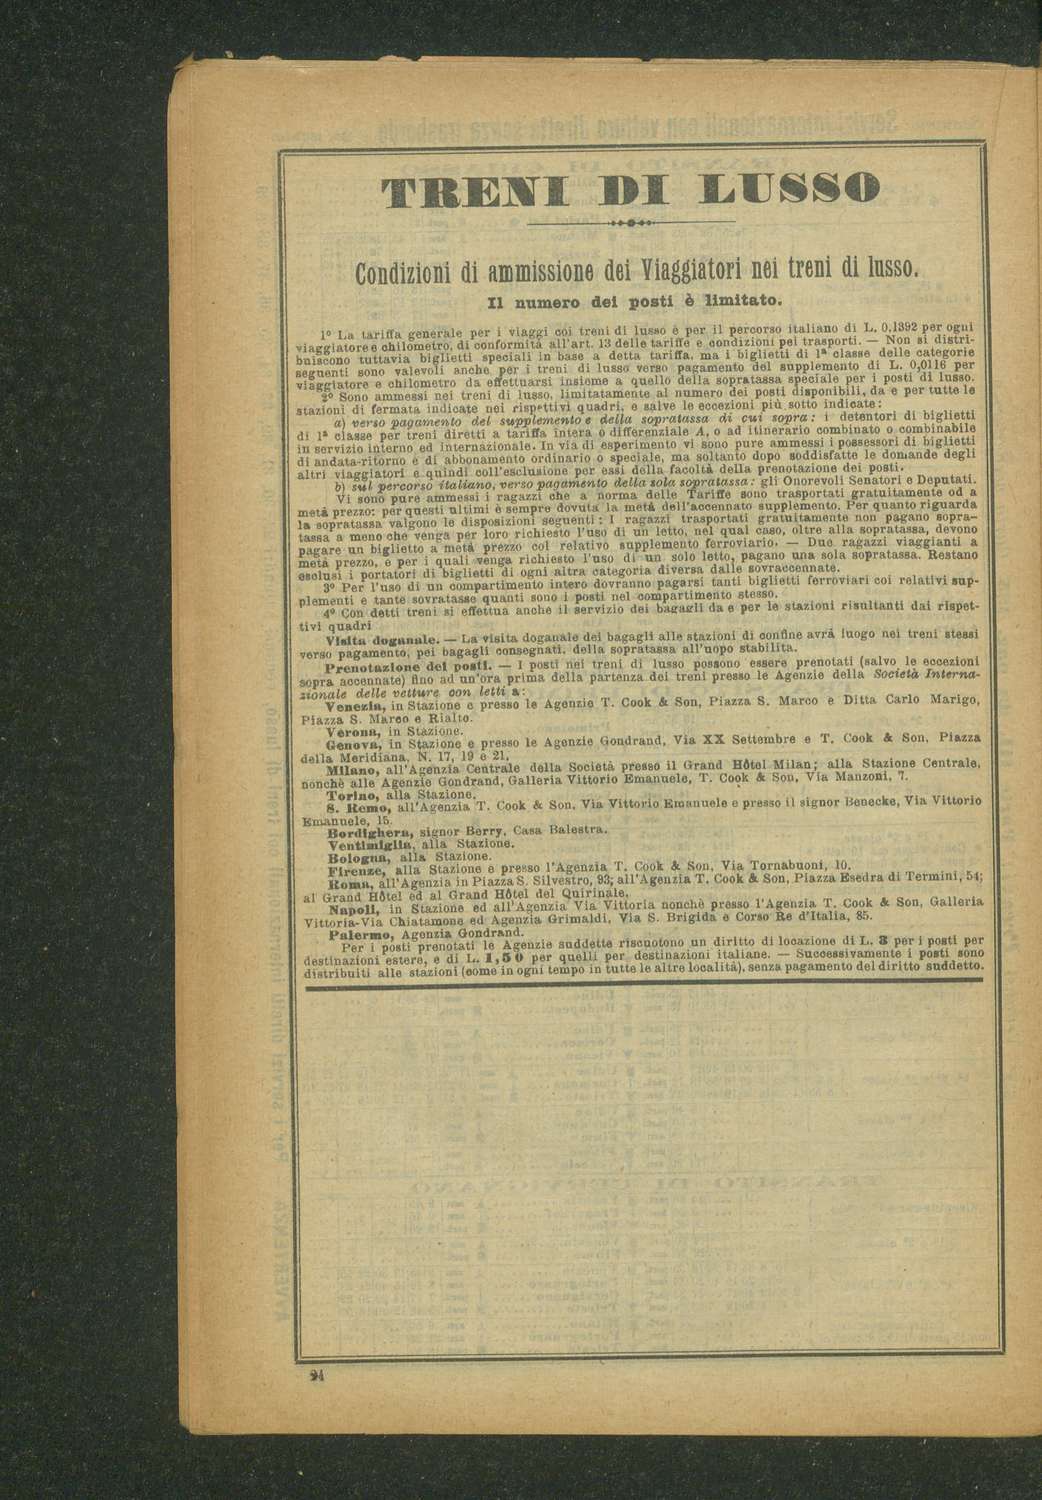 TRENI DI LUSSO
Condizioni di ammissione dei Viaggiatori nei treni di lusso.
Il numero dei posti è limitato.
1º La tariffa generale per i viaggi coi treni di lusso è per il percorso italiano di L. 0,1392 per ogni
viaggiatore e chilometro, di conformità all'art. 13 delle tariffe e condizioni pei trasporti. — Non si distri-
buiscono tuttavia biglietti speciali in base a detta tariffa, ma i biglietti di 1ª classe delle categorie
seguenti sono valevoli anche per i treni di lusso verso pagamento del supplemento di L. 0,0116 per
viaggiatore e chilometro da effettuarsi insieme a quello della sopratassa speciale per i posti di lusso.
2º Sono ammessi nei treni di lusso, limitatamente al numero dei posti disponibili, da e per tutte le
stazioni di fermata indicate nei rispettivi quadri, e salve le eccezioni più sotto indicate:
a) verso pagamento del supplemento e della sopratassa di cui sopra: i detentori di biglietti
di 1ª classe per treni diretti a tariffa intera o differenziale A, o ad itinerario combinato o combinabile
in servizio interno ed internazionale. In via di esperimento vi sono pure ammessi i possessori di biglietti
di andata-ritorno e di abbonamento ordinario o speciale, ma soltanto dopo soddisfatte le domande degli
altri viaggiatori e quindi coll'esclusione per essi della facoltà della prenotazione dei posti.
b) sul percorso italiano, verso pagamento della sola sopratassa: gli Onorevoli Senatori e Deputati.
Vi sono pure ammessi i ragazzi che a norma delle Tariffe sono trasportati gratuitamente od a
metà prezzo: per questi ultimi è sempre dovuta la metà dell'accennato supplemento. Per quanto riguarda
la sopratassa valgono le disposizioni seguenti: I ragazzi trasportati gratuitamente non pagano sopra-
tassa a meno che venga per loro richiesto l'uso di un letto, nel qual caso, oltre alla sopratassa, devono
pagare un biglietto a metà prezzo col relativo supplemento ferroviario. — Due ragazzi viaggianti a
metà prezzo, e per i quali venga richiesto l'uso di un solo letto, pagano una sola sopratassa. Restano
esclusi i portatori di biglietti di ogni altra categoria diversa dalle sovraccennate.
3º Per l'uso di un compartimento intero dovranno pagarsi tanti biglietti ferroviari coi relativi sup-
plementi e tante sovratasse quanti sono i posti nel compartimento stesso.
4º Con detti treni si effettua anche il servizio dei bagagli da e per le stazioni risultanti dai rispet-
tivi quadri
Visita doganale. — La visita doganale dei bagagli alle stazioni di confine avrà luogo nei treni stessi
verso pagamento, pei bagagli consegnati, della sopratassa all'uopo stabilita.
Prenotazione dei posti. — I posti nei treni di lusso possono essere prenotati (salvo le eccezioni
sopra accennate) fino ad un'ora prima della partenza dei treni presso le Agenzie della Società Interna-
zionale delle vetture con letti a:
Venezia, in Stazione e presso le Agenzie T. Cook & Son, Piazza S. Marco e Ditta Carlo Marigo,
Piazza S. Marco e Rialto.
Verona, in Stazione.
Genova, in Stazione e presso le Agenzie Gondrand, Via XX Settembre e T. Cook & Son, Piazza
della Meridiana, N. 17, 19 e 21.
Milano, all'Agenzia Centrale della Società presso il Grand Hôtel Milan; alla Stazione Centrale,
nonchè alle Agenzie Gondrand, Galleria Vittorio Emanuele, T. Cook & Son, Via Manzoni, 7.
Torino, alla Stazione.
S. Remo, all'Agenzia T. Cook & Son, Via Vittorio Emanuele e presso il signor Benecke, Via Vittorio
Emanuele, 15.
Bordighera, signor Berry, Casa Balestra.
Ventimiglia, alla Stazione.
Bologna, alla Stazione.
Firenze, alla Stazione e presso l'Agenzia T. Cook & Son, Via Tornabuoni, 10.
Roma, all'Agenzia in Piazza S. Silvestro, 93; all'Agenzia T. Cook & Son, Piazza Esedra di Termini, 54;
al Grand Hôtel ed al Grand Hôtel del Quirinale.
Napoli, in Stazione ed all'Agenzia Via Vittoria nonchè presso l'Agenzia T. Cook & Son, Galleria
Vittoria-Via Chiatamone ed Agenzia Grimaldi, Via S. Brigida e Corso Re d'Italia, 85.
Palermo, Agenzia Gondrand.
Per i posti prenotati le Agenzie suddette riscuotono un diritto di locazione di L. 3 per i posti per
destinazioni estere, e di L. 1,50 per quelli per destinazioni italiane. — Successivamente i posti sono
distribuiti alle stazioni (come in ogni tempo in tutte le altre località), senza pagamento del diritto suddetto.
24